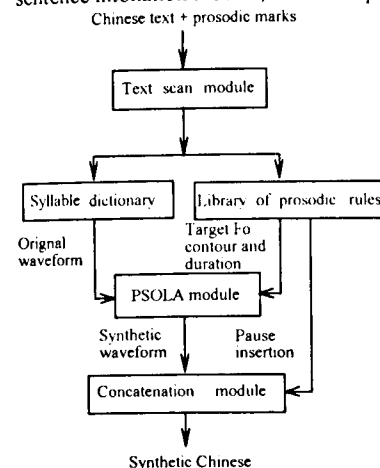 Chinese text + prosodic marks
Text scan module
Syllable dictionary
Library of prosodic rules
Orignal
waveform
Target Fo
contour and
duration
PSOLA module
Synthetic
waveform
Pause
insertion
Concatenation module
Synthetic Chinese